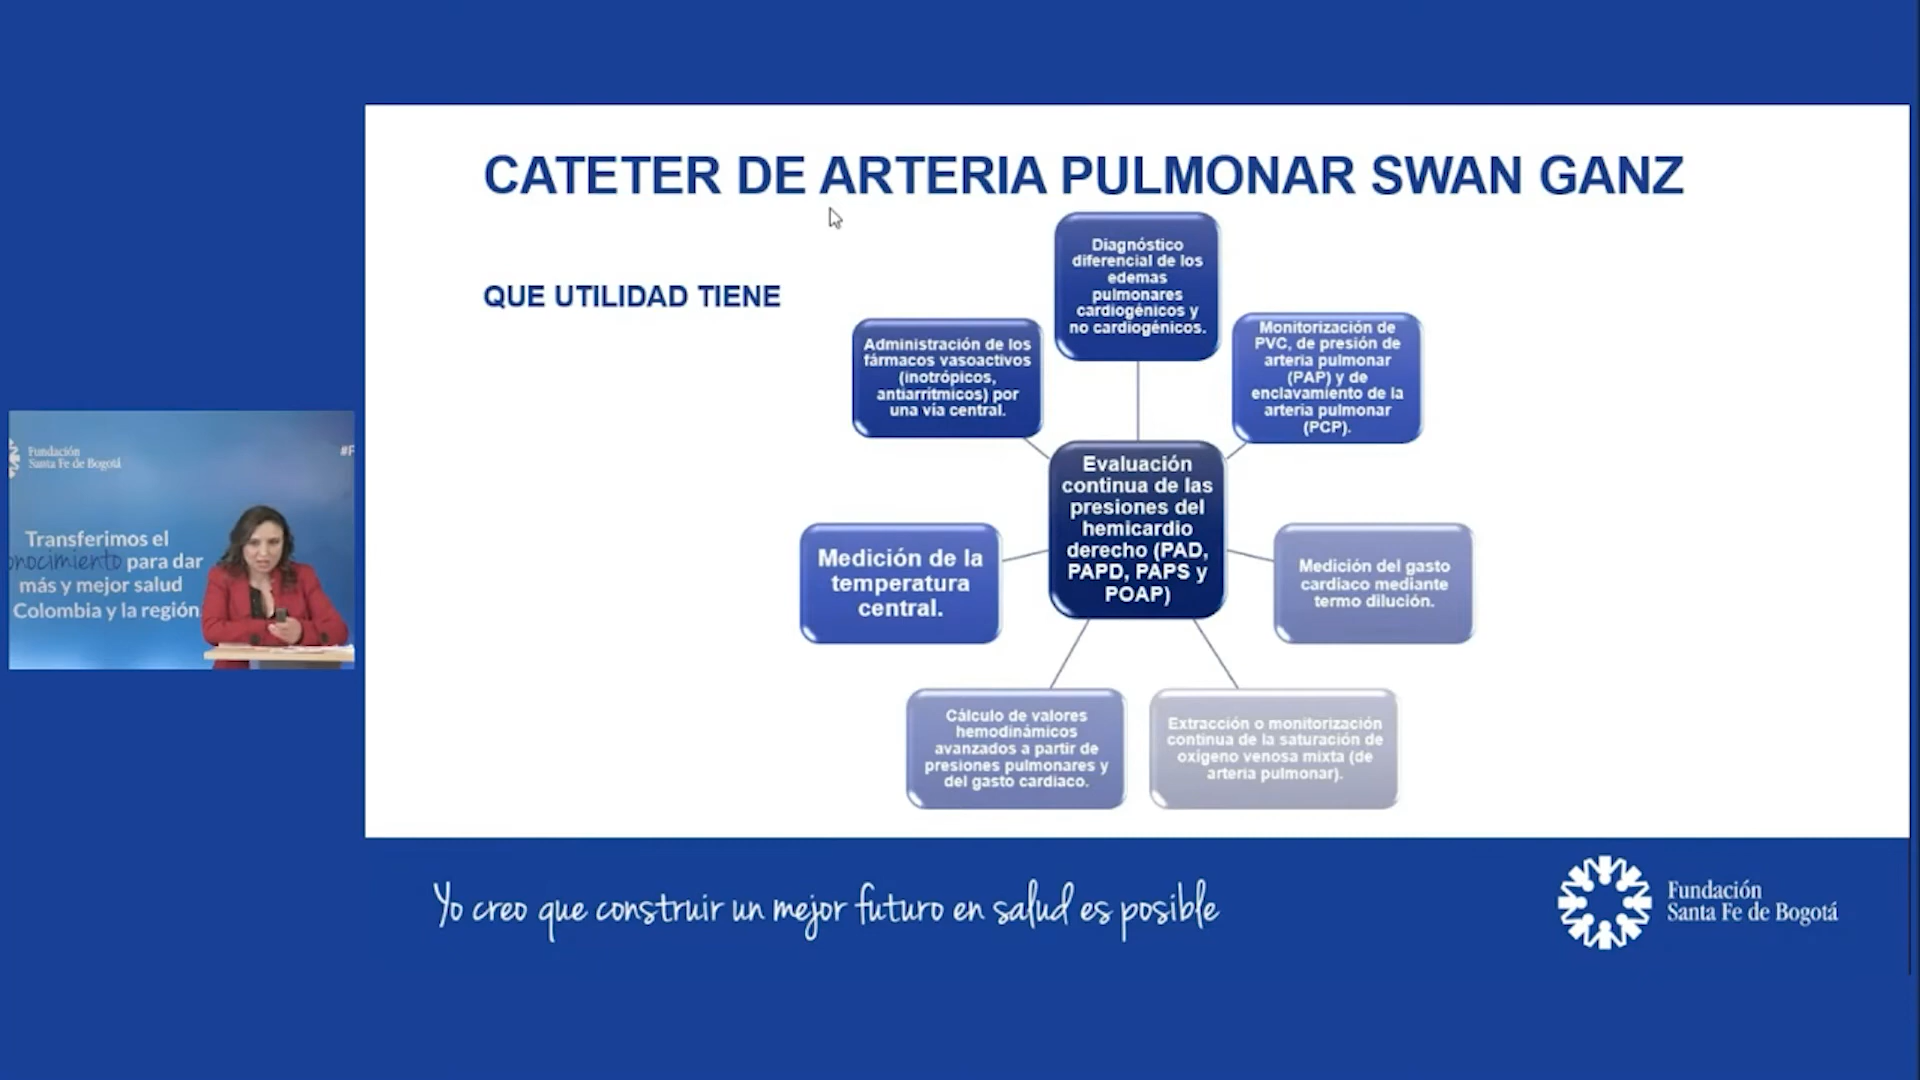 CATETER DE ARTERIA PULMONAR SWAN GANZ
QUE UTILIDAD TIENE
Diagnóstico
diferencial de los
edemas
pulmonares
cardiogénicos y
no cardiogénicos.
Administración de los
fármacos vasoactivos
(inotrópicos,
antiarrítmicos) por
una vía central.
Monitorización de
PVC, de presión de
arteria pulmonar
(PAP) y de
enclavamiento de la
arteria pulmonar
(PCP).
Evaluación
continua de las
presiones del
hemicardio
derecho (PAD,
PAPD, PAPS y
POAP)
Medición de la
temperatura
central.
Medición del gasto
cardiaco mediante
termo dilución.
Cálculo de valores
hemodinámicos
avanzados a partir de
presiones pulmonares y
del gasto cardiaco.
Extracción o monitorización
continua de la saturación de
oxígeno venosa mixta (de
arteria pulmonar).
Fundación
Santa Fe de Bogotá
#F
Transferimos el
onocimiento para dar
más y mejor salud
Colombia y la región
Yo creo que construir un mejor futuro en salud es posible
Fundación
Santa Fe de Bogotá